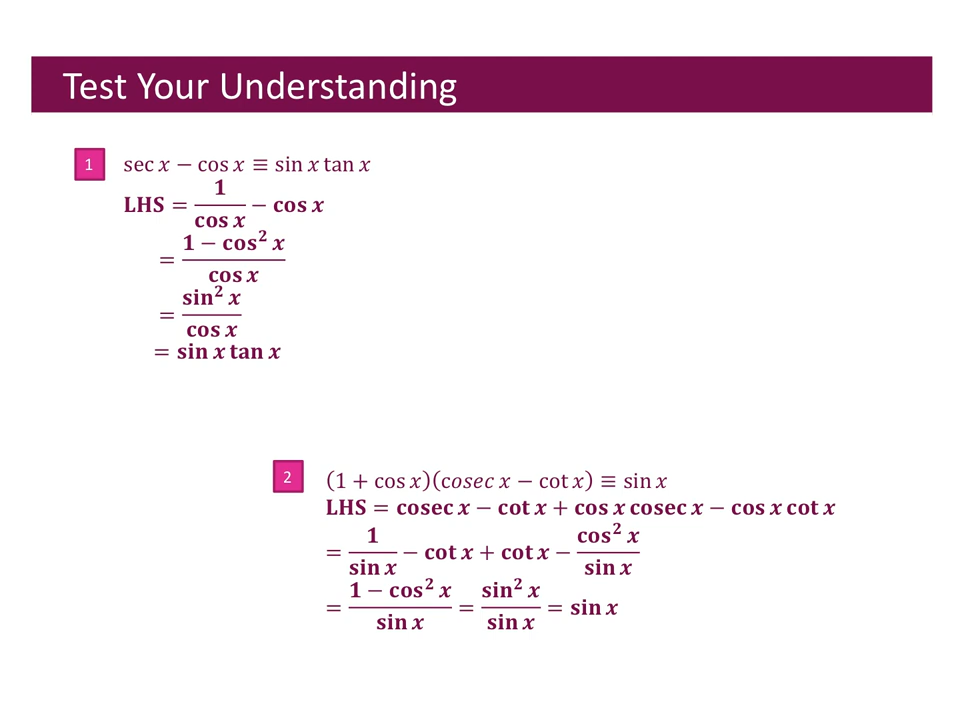 Test Your Understanding
1
sec 𝑥 − cos 𝑥 ≡ sin 𝑥 tan 𝑥
LHS = 1/cos 𝑥 − cos 𝑥
= (1 − cos² 𝑥)/cos 𝑥
= sin² 𝑥/cos 𝑥
= sin 𝑥 tan 𝑥
2
(1 + cos 𝑥)(cosec 𝑥 − cot 𝑥) ≡ sin 𝑥
LHS = cosec 𝑥 − cot 𝑥 + cos 𝑥 cosec 𝑥 − cos 𝑥 cot 𝑥
= 1/sin 𝑥 − cot 𝑥 + cot 𝑥 − cos² 𝑥/sin 𝑥
= (1 − cos² 𝑥)/sin 𝑥 = sin² 𝑥/sin 𝑥 = sin 𝑥